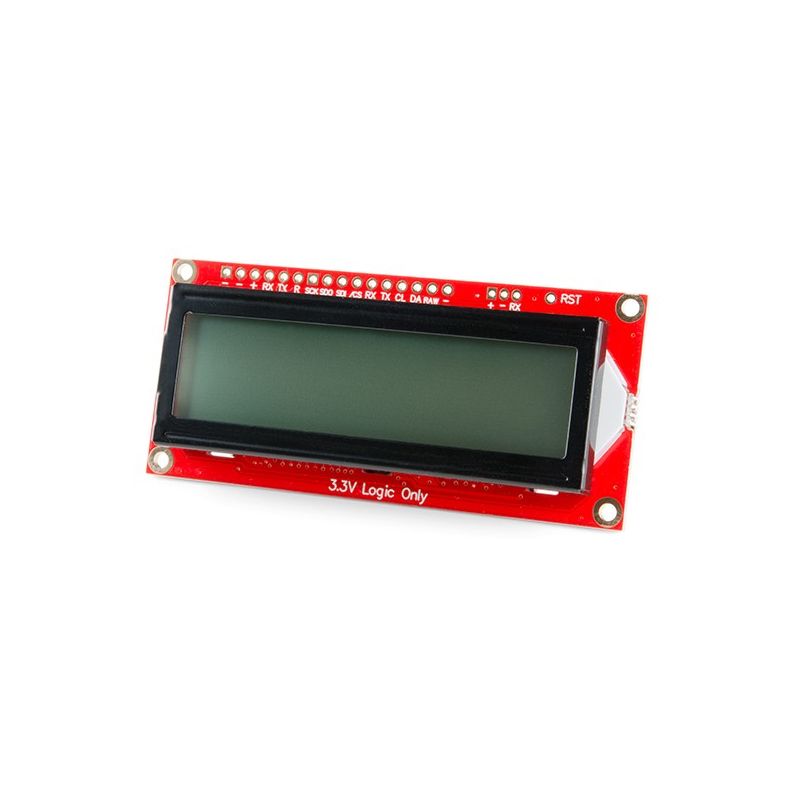 - - + RX TX R SCK SDO SDI /CS RX TX CL DA RAW -
+ - RX
RST
3.3V Logic Only